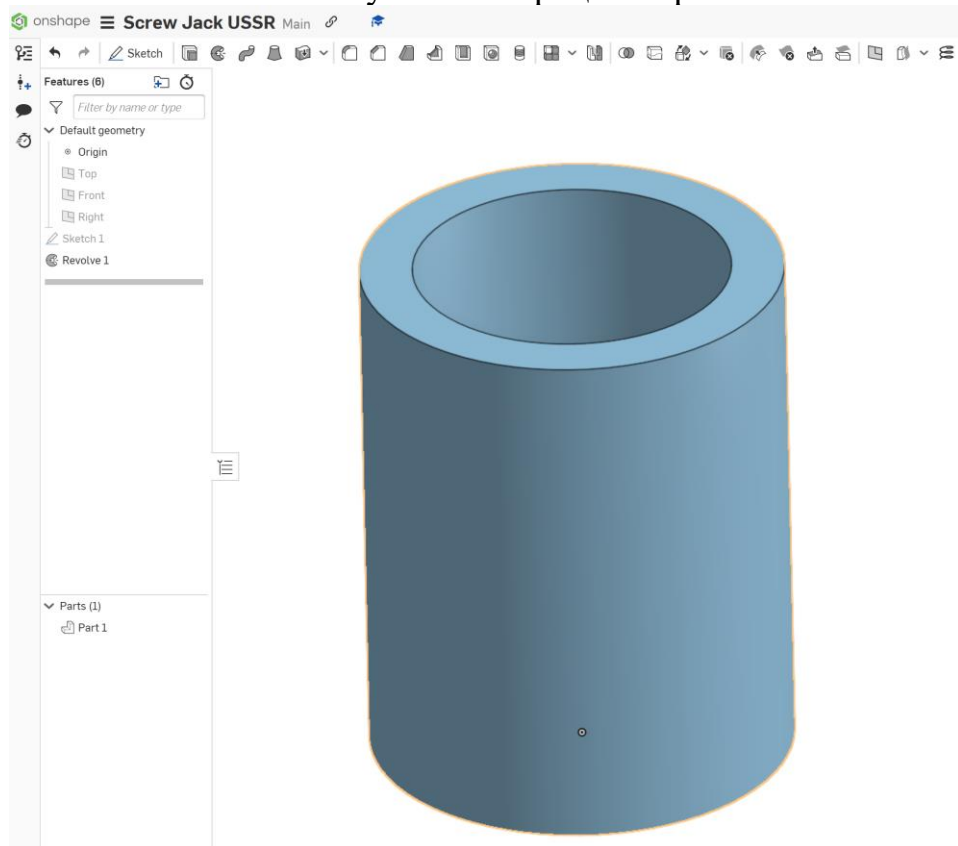 onshape Screw Jack USSR Main
Sketch
Features (6)
Filter by name or type
Default geometry
Origin
Top
Front
Right
Sketch 1
Revolve 1
Parts (1)
Part 1